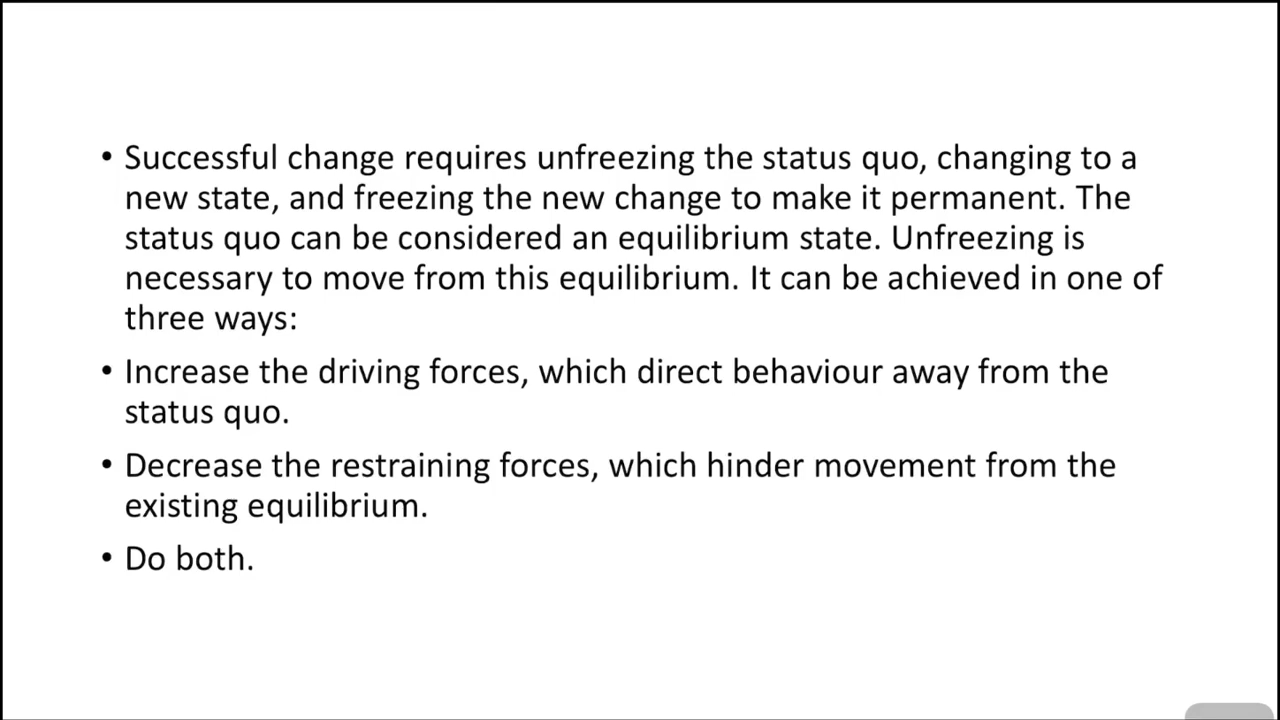 • Successful change requires unfreezing the status quo, changing to a
new state, and freezing the new change to make it permanent. The
status quo can be considered an equilibrium state. Unfreezing is
necessary to move from this equilibrium. It can be achieved in one of
three ways:
• Increase the driving forces, which direct behaviour away from the
status quo.
• Decrease the restraining forces, which hinder movement from the
existing equilibrium.
• Do both.